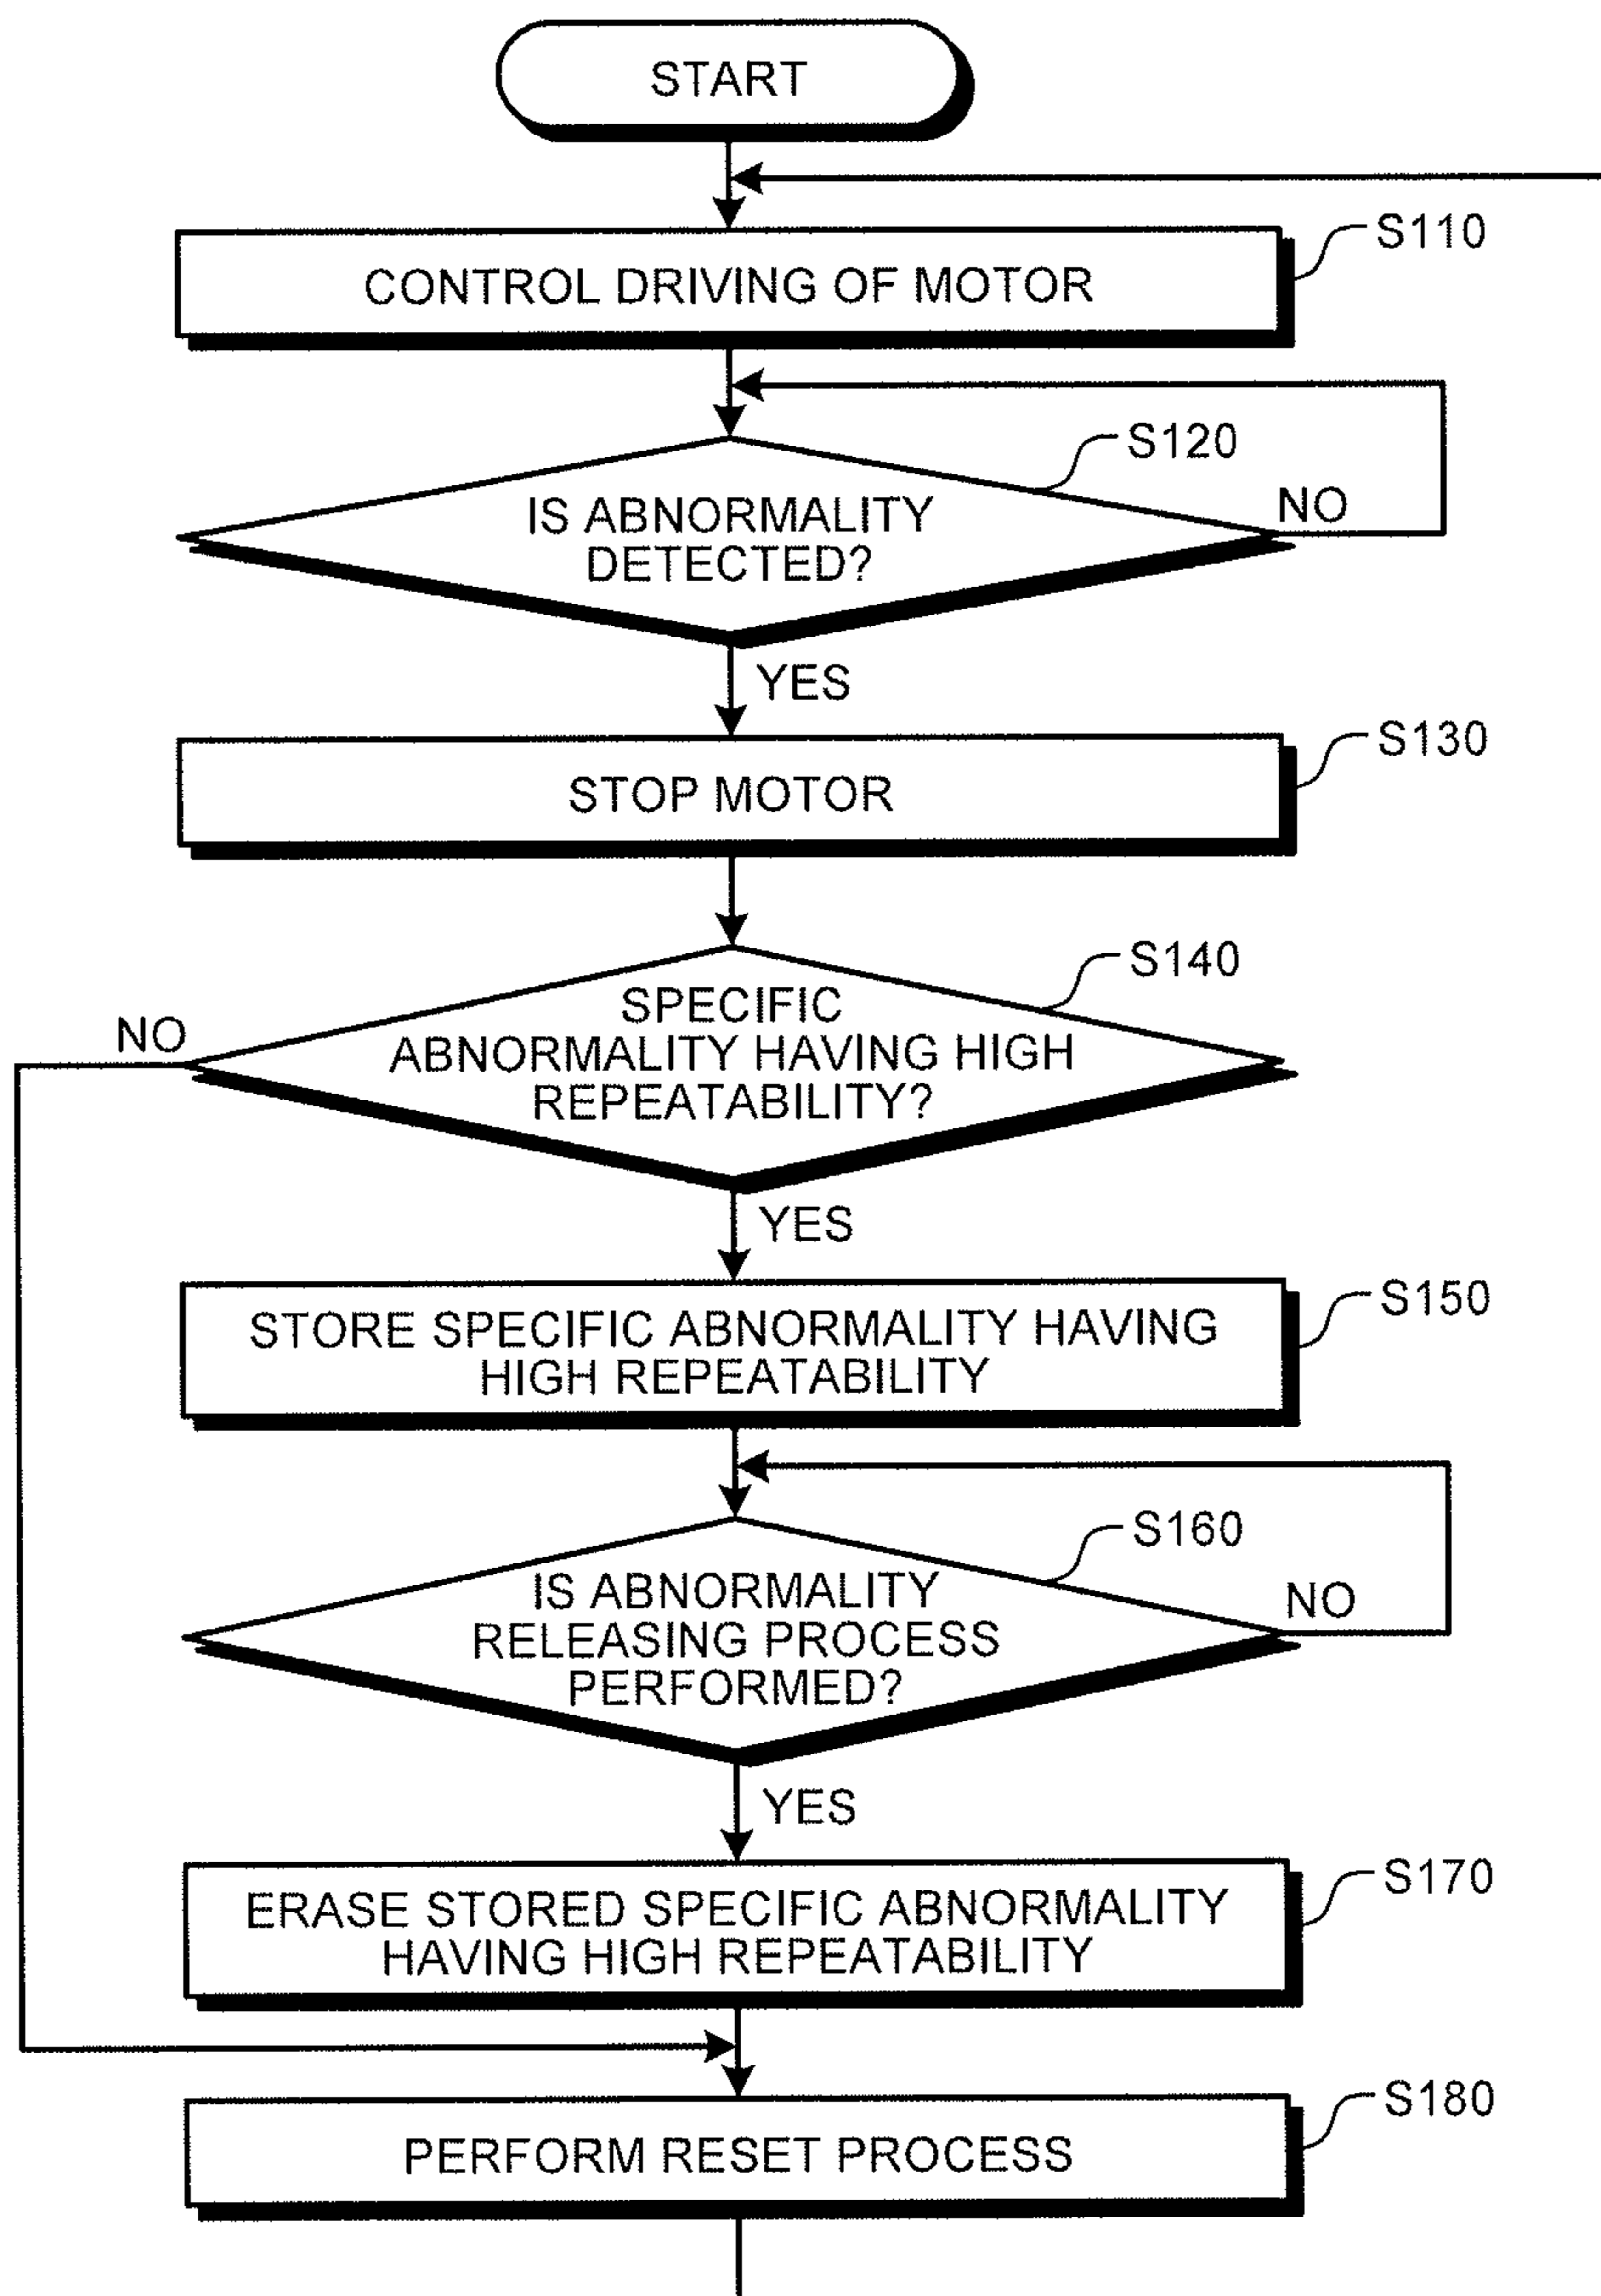 START
S110
CONTROL DRIVING OF MOTOR
S120
IS ABNORMALITY
DETECTED?
NO
YES
S130
STOP MOTOR
S140
SPECIFIC
ABNORMALITY HAVING HIGH
REPEATABILITY?
NO
YES
S150
STORE SPECIFIC ABNORMALITY HAVING
HIGH REPEATABILITY
S160
IS ABNORMALITY
RELEASING PROCESS
PERFORMED?
NO
YES
S170
ERASE STORED SPECIFIC ABNORMALITY
HAVING HIGH REPEATABILITY
S180
PERFORM RESET PROCESS